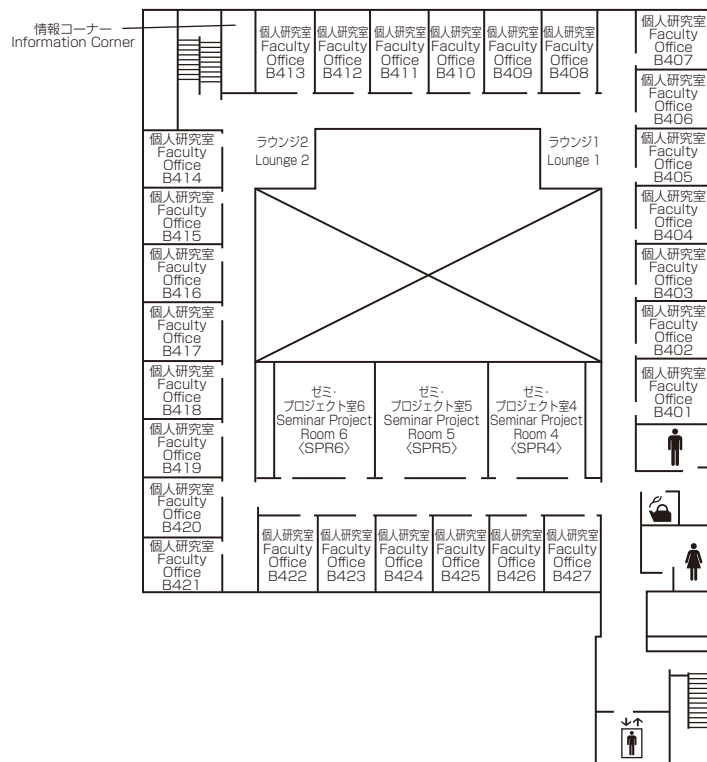 情報コーナー
Information Corner
個人研究室
Faculty
Office
B413
個人研究室
Faculty
Office
B412
個人研究室
Faculty
Office
B411
個人研究室
Faculty
Office
B410
個人研究室
Faculty
Office
B409
個人研究室
Faculty
Office
B408
個人研究室
Faculty
Office
B407
個人研究室
Faculty
Office
B406
個人研究室
Faculty
Office
B405
個人研究室
Faculty
Office
B404
個人研究室
Faculty
Office
B403
個人研究室
Faculty
Office
B402
個人研究室
Faculty
Office
B401
ラウンジ2
Lounge 2
ラウンジ1
Lounge 1
個人研究室
Faculty
Office
B414
個人研究室
Faculty
Office
B415
個人研究室
Faculty
Office
B416
個人研究室
Faculty
Office
B417
個人研究室
Faculty
Office
B418
個人研究室
Faculty
Office
B419
個人研究室
Faculty
Office
B420
個人研究室
Faculty
Office
B421
ゼミ・
プロジェクト室6
Seminar Project
Room 6
〈SPR6〉
ゼミ・
プロジェクト室5
Seminar Project
Room 5
〈SPR5〉
ゼミ・
プロジェクト室4
Seminar Project
Room 4
〈SPR4〉
個人研究室
Faculty
Office
B422
個人研究室
Faculty
Office
B423
個人研究室
Faculty
Office
B424
個人研究室
Faculty
Office
B425
個人研究室
Faculty
Office
B426
個人研究室
Faculty
Office
B427